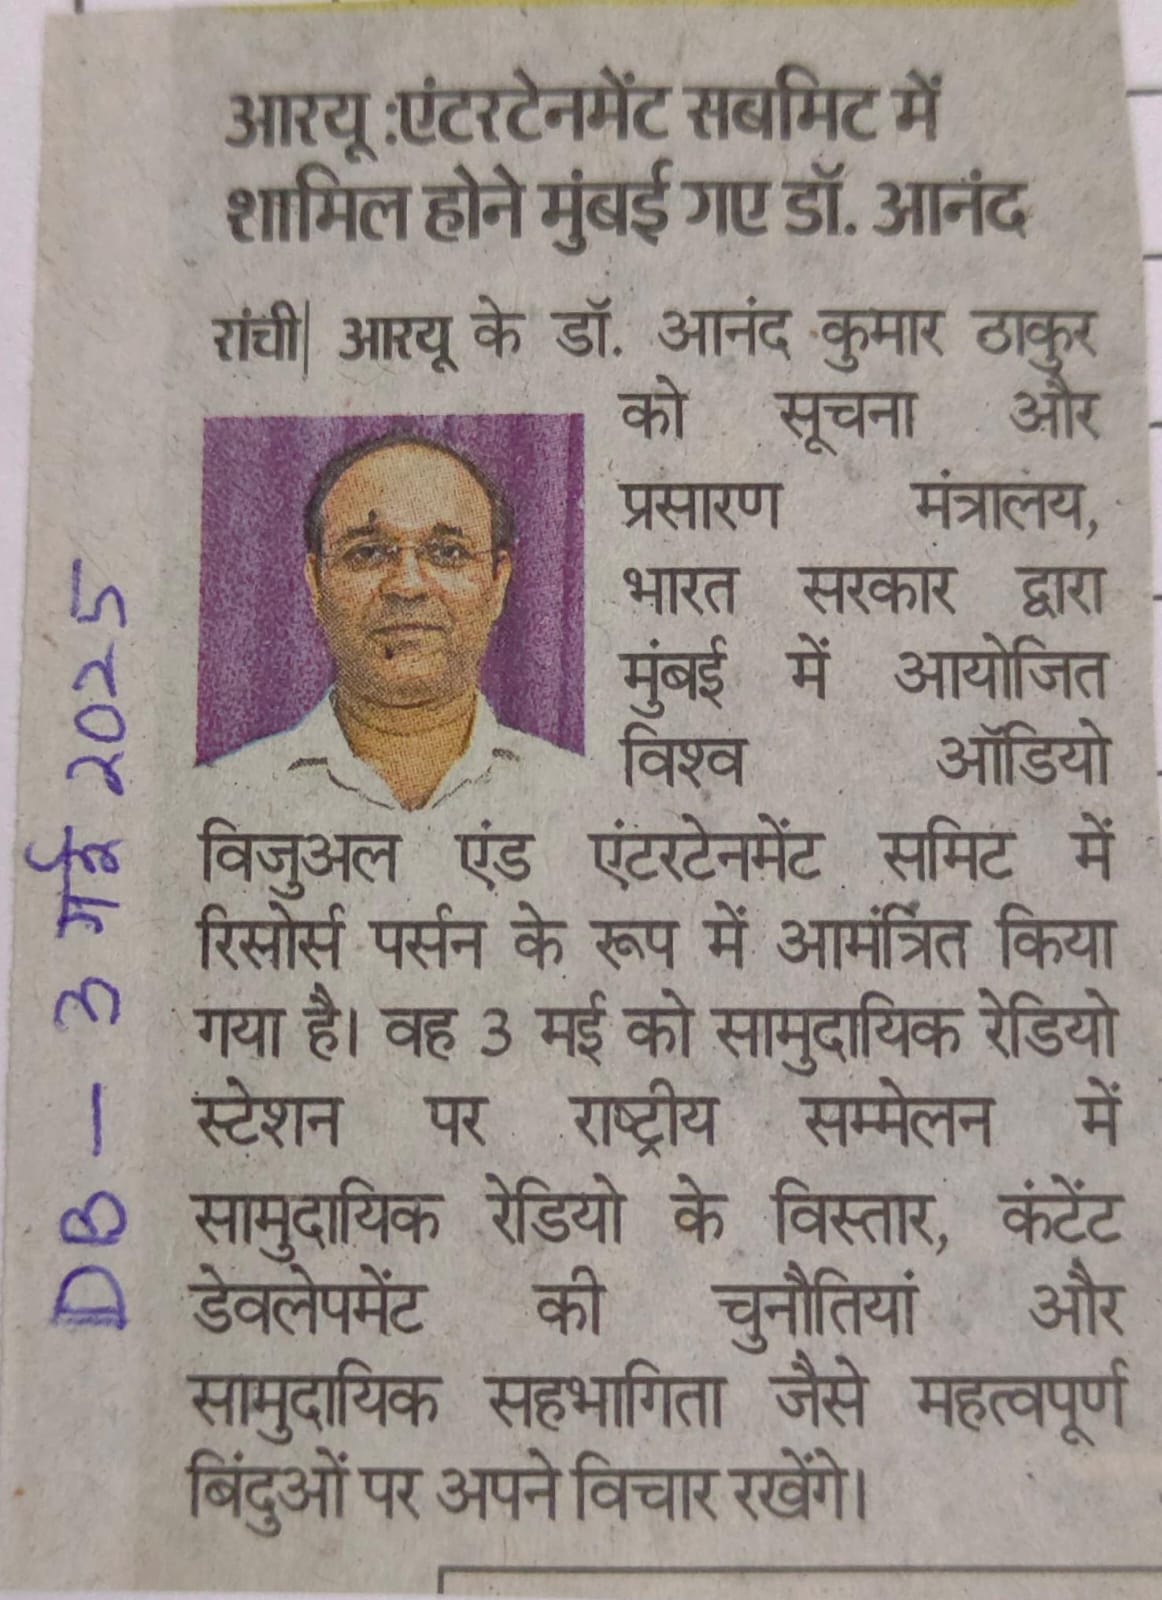 आरयू :एंटरटेनमेंट सबमिट में
शामिल होने मुंबई गए डॉ. आनंद
रांची| आरयू के डॉ. आनंद कुमार ठाकुर
को सूचना और
प्रसारण मंत्रालय,
भारत सरकार द्वारा
मुंबई में आयोजित
विश्व ऑडियो
विजुअल एंड एंटरटेनमेंट समिट में
रिसोर्स पर्सन के रूप में आमंत्रित किया
गया है। वह 3 मई को सामुदायिक रेडियो
स्टेशन पर राष्ट्रीय सम्मेलन में
सामुदायिक रेडियो के विस्तार, कंटेंट
डेवलेपमेंट की चुनौतियां और
सामुदायिक सहभागिता जैसे महत्वपूर्ण
बिंदुओं पर अपने विचार रखेंगे।
DB - 3 मई 2025